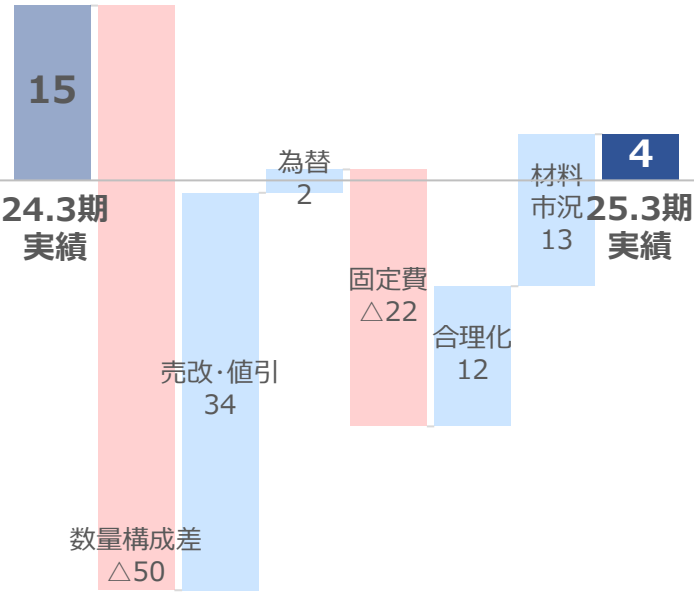 15
24.3期
実績
数量構成差
△50
売改・値引
34
為替
2
固定費
△22
合理化
12
材料
市況
13
4
25.3期
実績